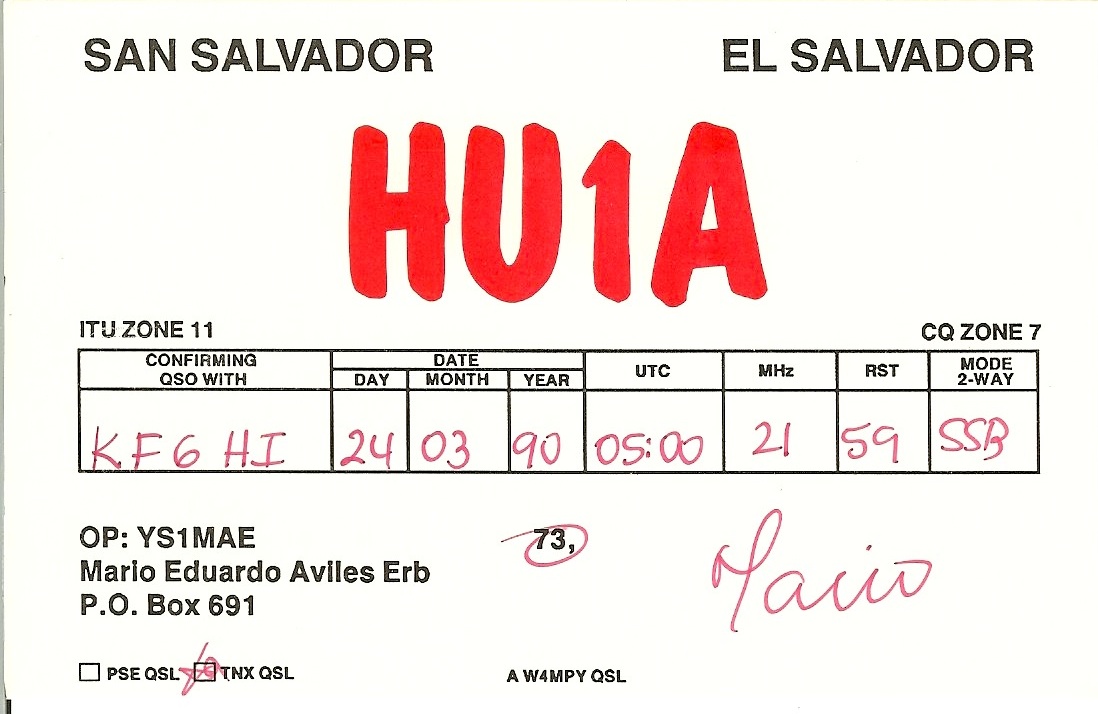 SAN SALVADOR EL SALVADOR
HU1A
ITU ZONE 11 CQ ZONE 7
CONFIRMING QSO WITH DATE DAY MONTH YEAR UTC MHz RST MODE 2-WAY
KF6HI 24 03 90 05:00 21 59 SSB
OP: YS1MAE 73,
Mario Eduardo Aviles Erb Mario
P.O. Box 691
PSE QSL TNX QSL A W4MPY QSL